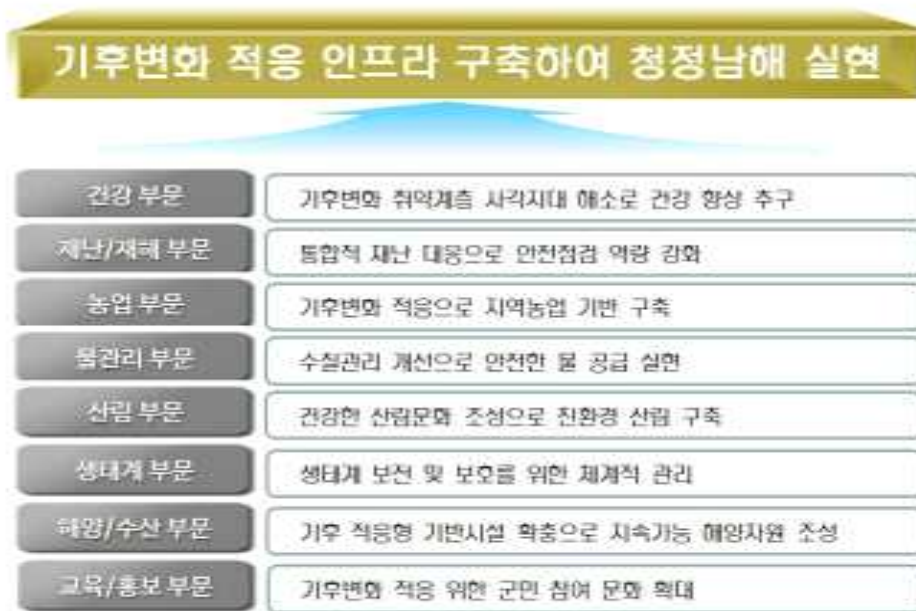 기후변화 적응 인프라 구축하여 청정남해 실현
건강 부문
기후변화 취약계층 사각지대 해소로 건강 향상 추구
재난/재해 부문
통합적 재난 대응으로 안전점검 역량 강화
농업 부문
기후변화 적응으로 지역농업 기반 구축
물관리 부문
수질관리 개선으로 안전한 물 공급 실현
산림 부문
건강한 산림문화 조성으로 친환경 산림 구축
생태계 부문
생태계 보전 및 보호를 위한 체계적 관리
해양/수산 부문
기후 적응형 기반시설 확충으로 지속가능 해양자원 조성
교육/홍보 부문
기후변화 적응 위한 군민 참여 문화 확대